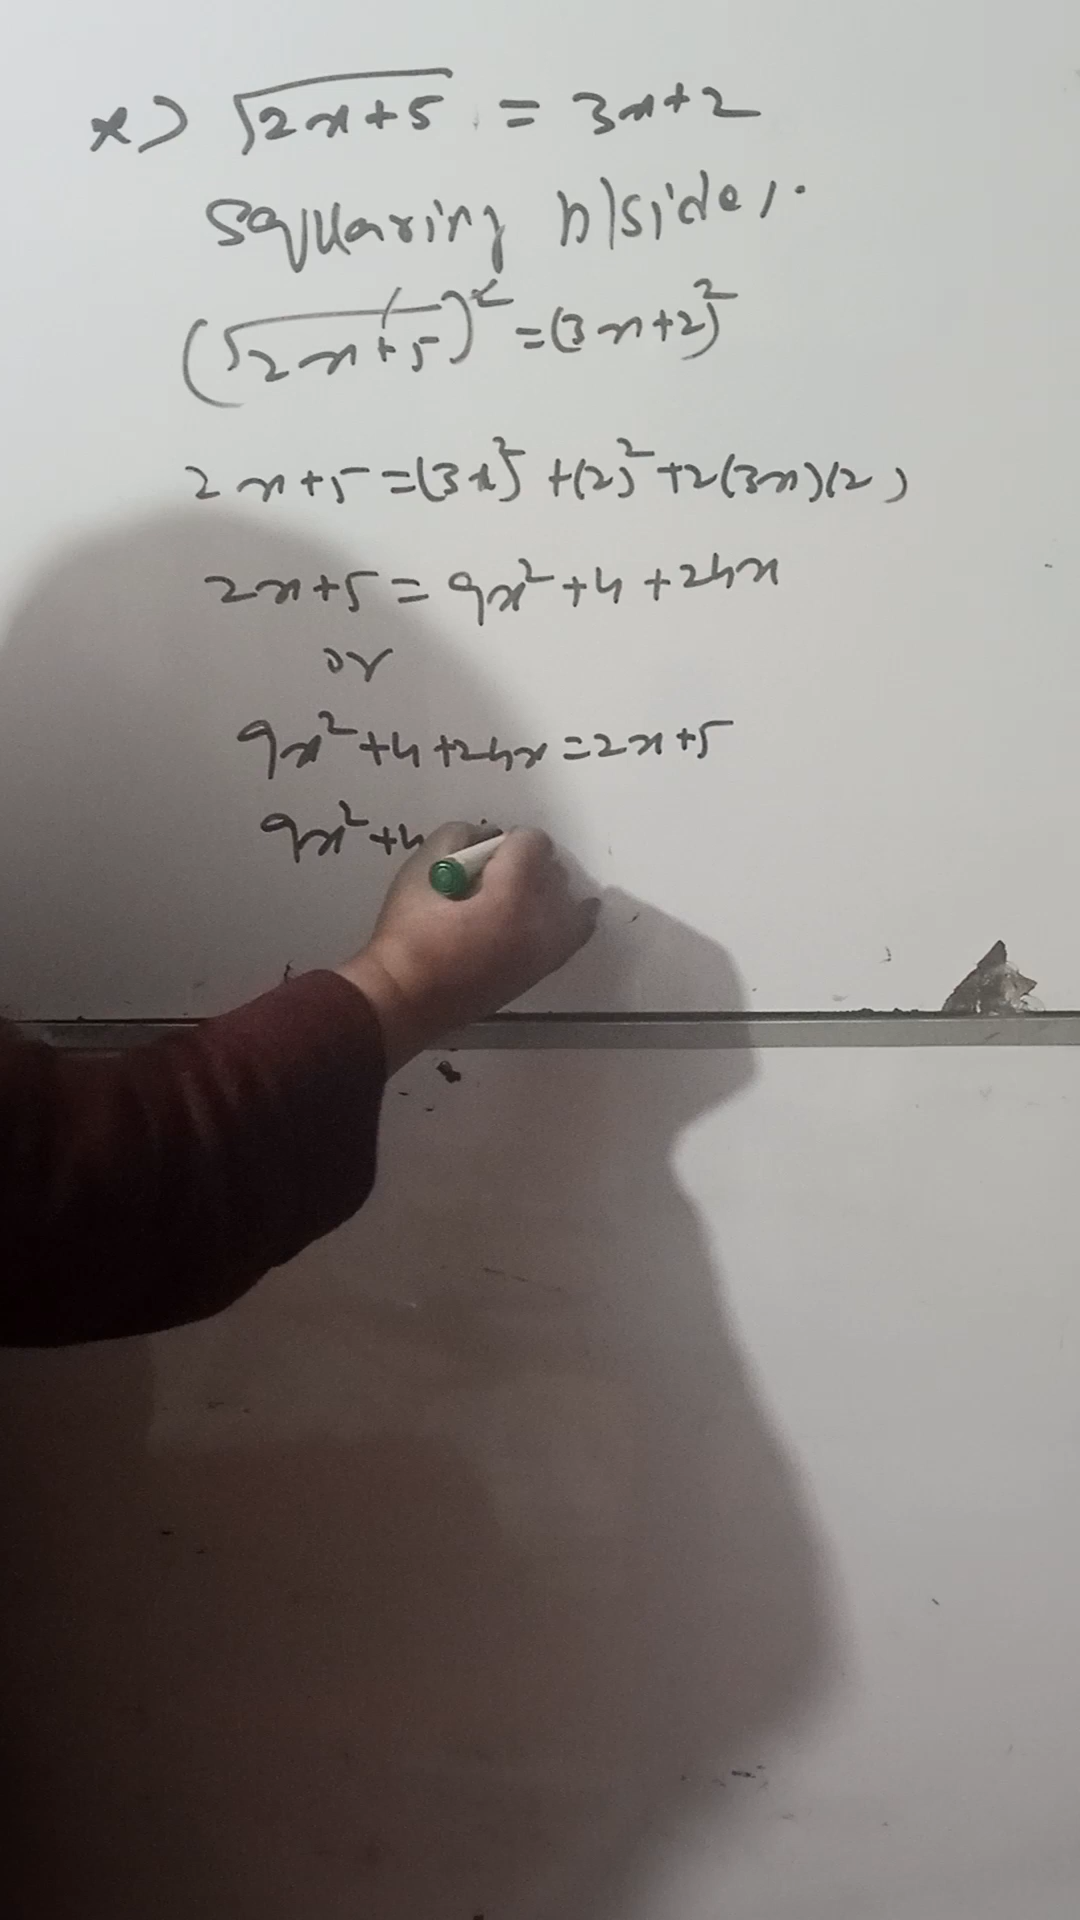 x) √2x+5 = 3x+2
Squaring b/sides.
(√2x+5)² = (3x+2)²
2x+5 = (3x)² + (2)² + 2(3x)(2)
2x+5 = 9x² + 4 + 24x
or
9x² + 4 + 24x = 2x + 5
9x² + 4